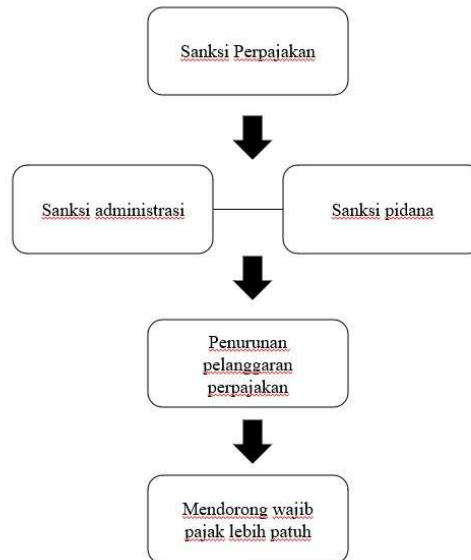 Sanksi Perpajakan
Sanksi administrasi
Sanksi pidana
Penurunan
pelanggaran
perpajakan
Mendorong wajib
pajak lebih patuh